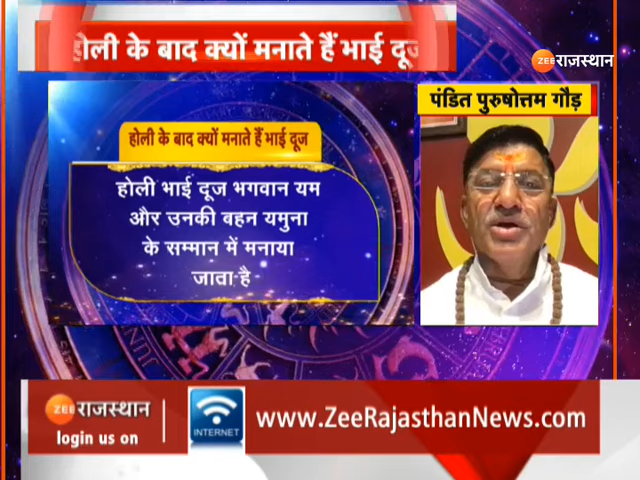 होली के बाद क्यों मनाते हैं भाई दूज
ZEE राजस्थान
पंडित पुरुषोत्तम गौड़
होली के बाद क्यों मनाते हैं भाई दूज
होली भाई दूज भगवान यम
और उनकी बहन यमुना
के सम्मान में मनाया
जाता है
ZEE राजस्थान
login us on
INTERNET
www.ZeeRajasthanNews.com